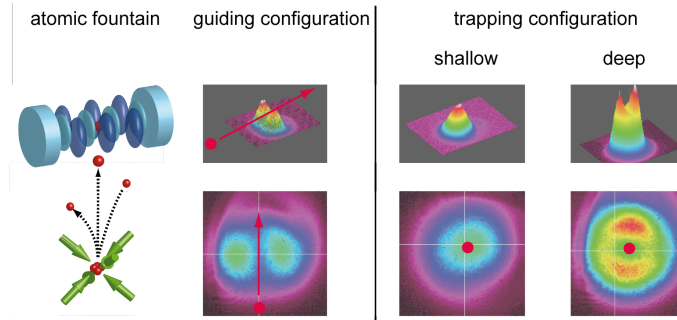 atomic fountain
guiding configuration
trapping configuration
shallow
deep